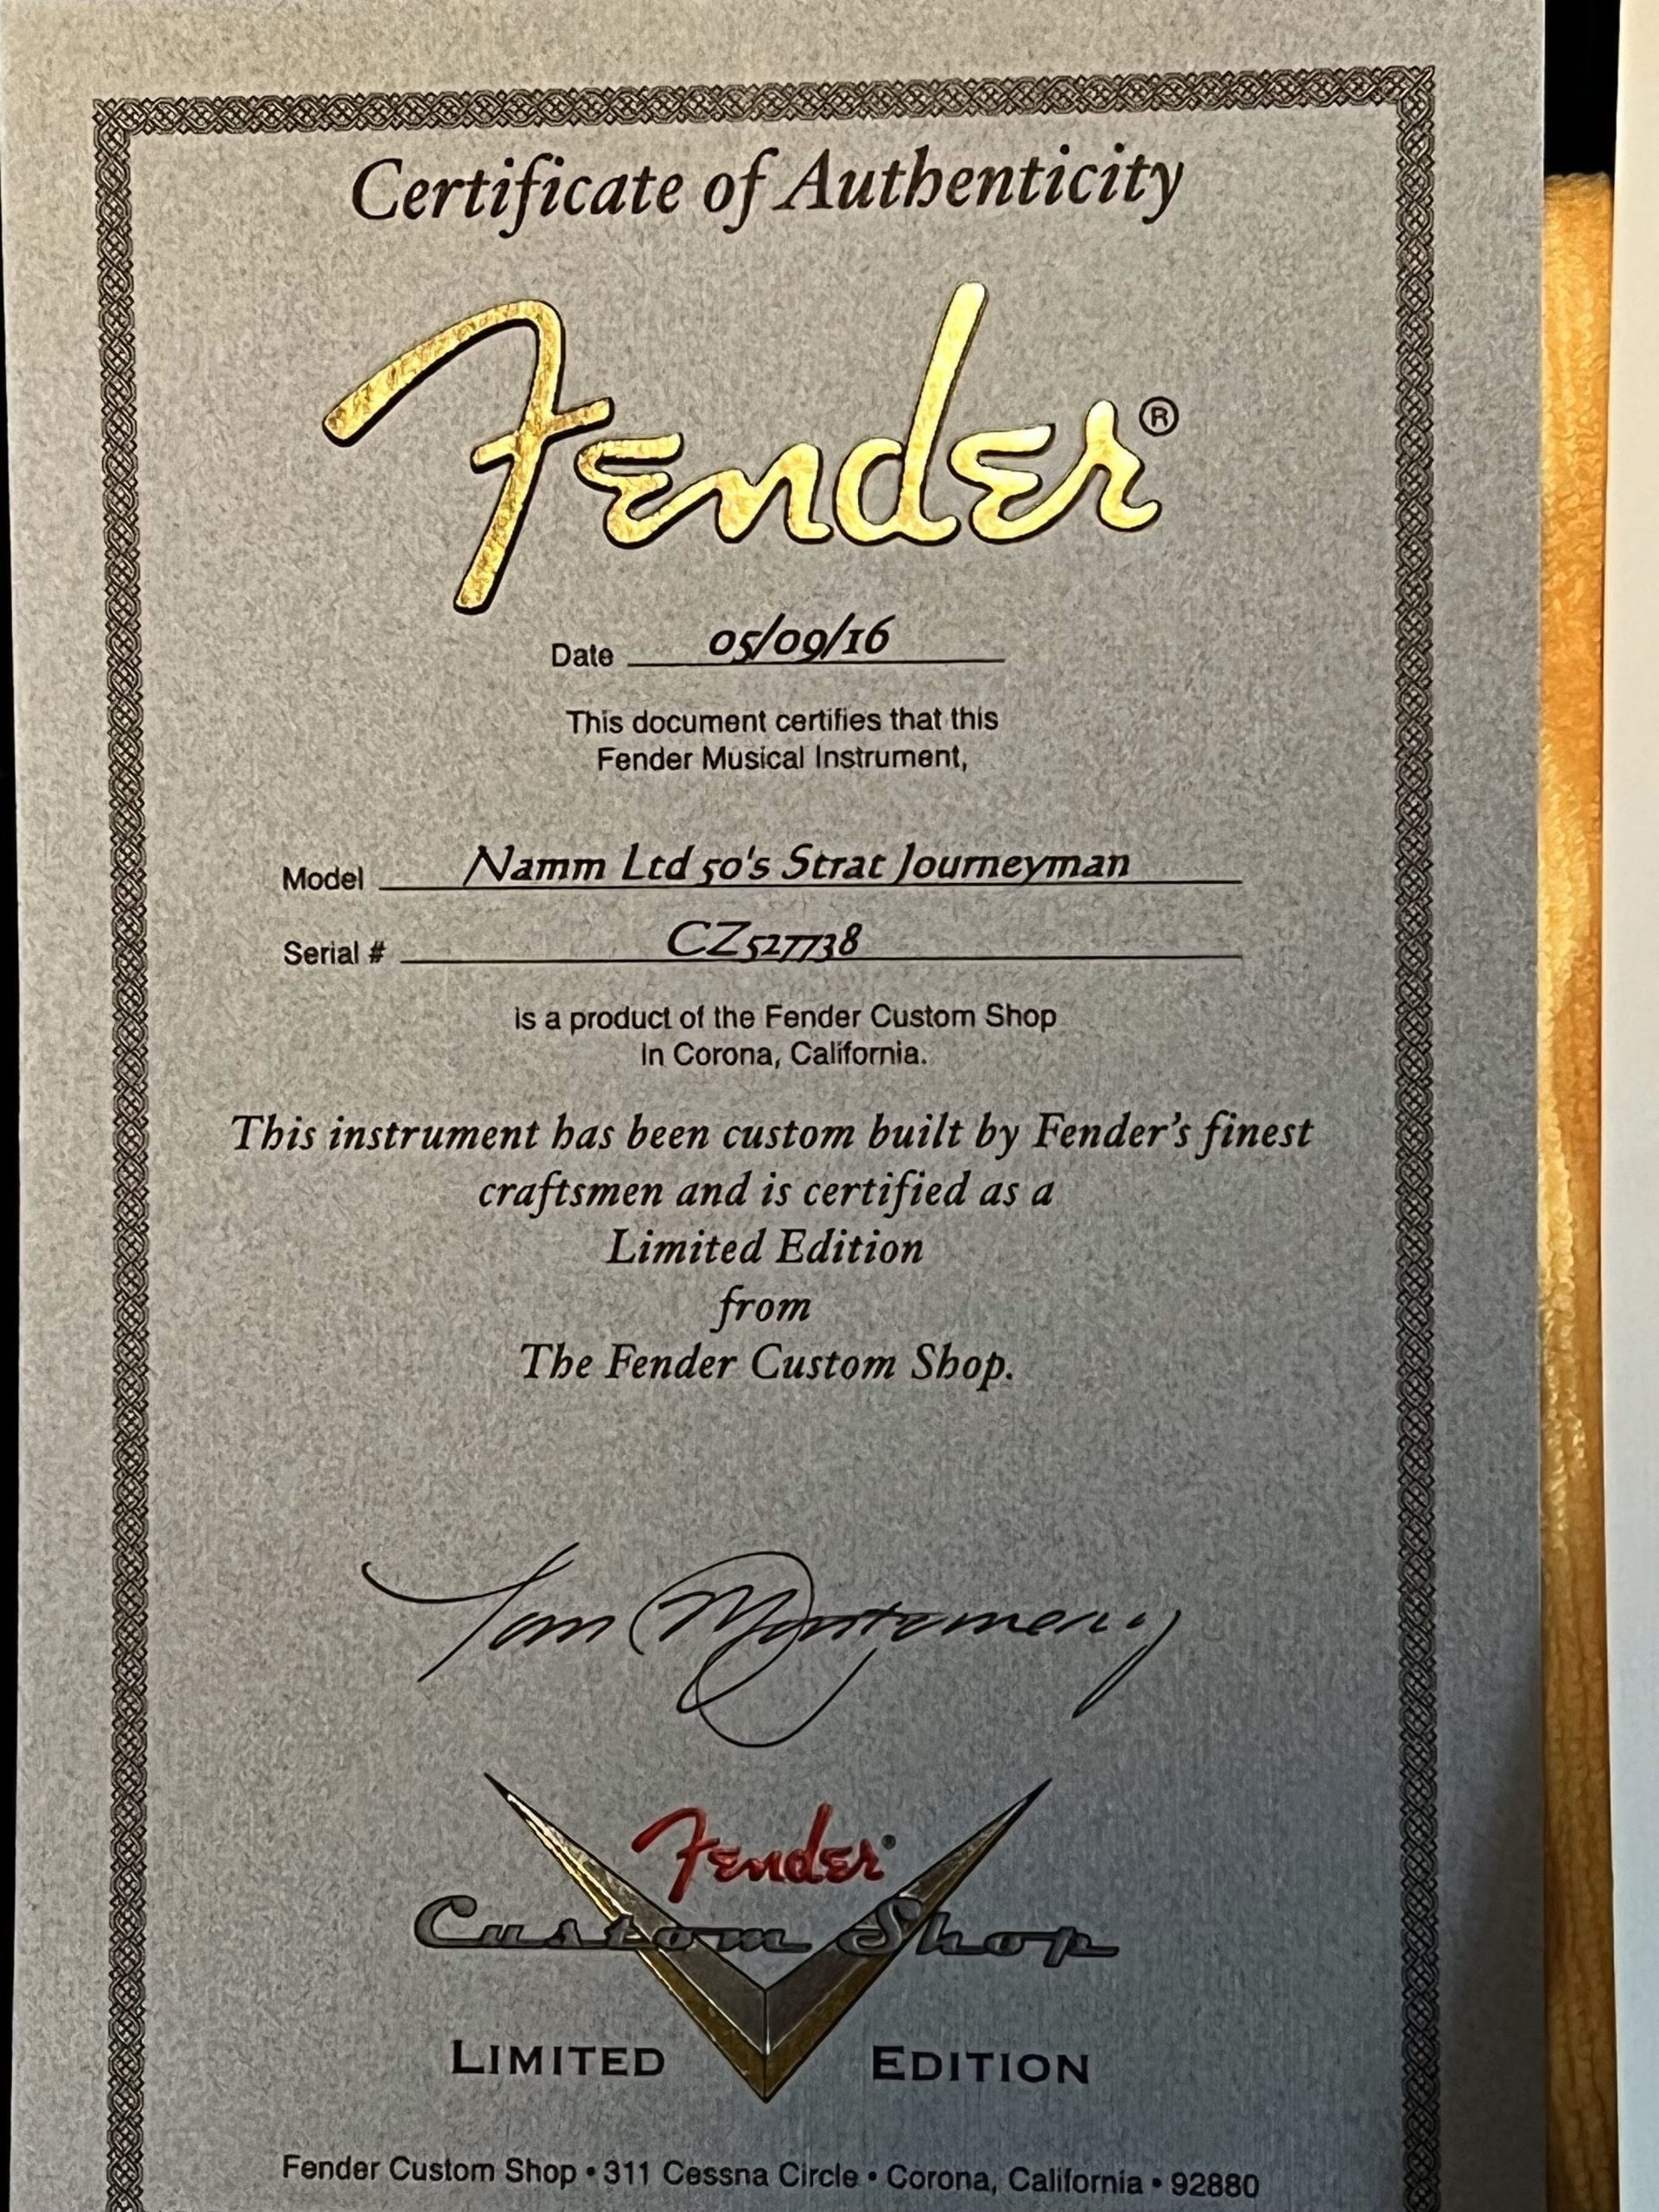 Certificate of Authenticity
Fender®
Date 05/09/16
This document certifies that this
Fender Musical Instrument,
Model Namm Ltd 50's Strat Journeyman
Serial # CZ527738
is a product of the Fender Custom Shop
in Corona, California.
This instrument has been custom built by Fender's finest
craftsmen and is certified as a
Limited Edition
from
The Fender Custom Shop.
Tom Montgomery
Fender®
Custom Shop
LIMITED EDITION
Fender Custom Shop • 311 Cessna Circle • Corona, California • 92880